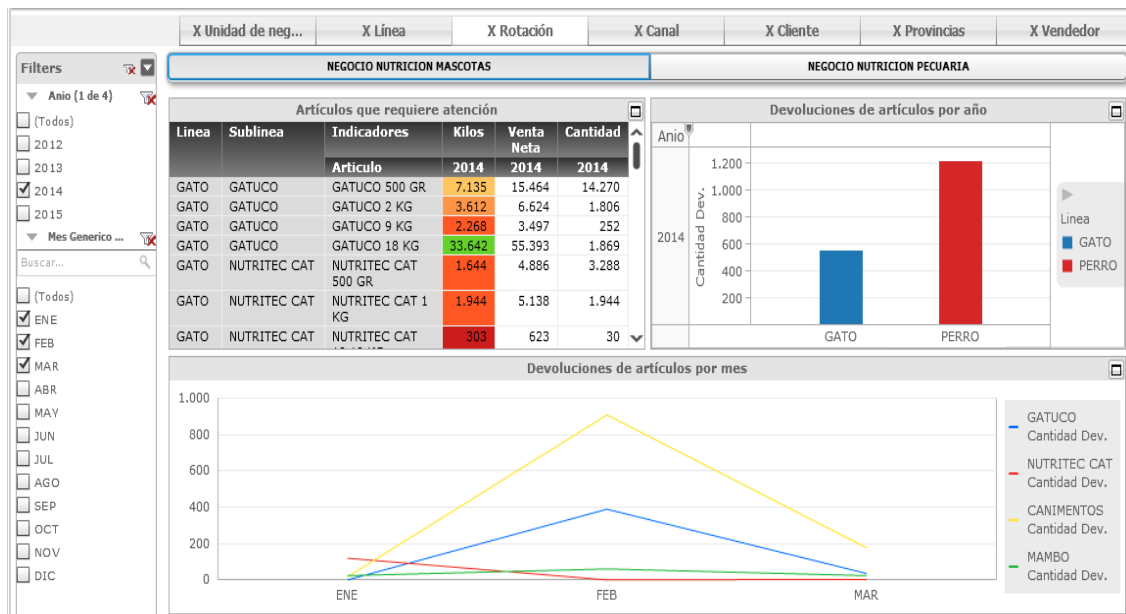 X Unidad de neg... X Línea X Rotación X Canal X Cliente X Provincias X Vendedor
NEGOCIO NUTRICION MASCOTAS NEGOCIO NUTRICION PECUARIA
Filters
Anio (1 de 4)
(Todos)
2012
2013
2014
2015
Mes Generico ...
Buscar...
(Todos)
ENE
FEB
MAR
ABR
MAY
JUN
JUL
AGO
SEP
OCT
NOV
DIC
Artículos que requiere atención
Linea Sublinea Indicadores Kilos Venta Neta Cantidad
Articulo 2014 2014 2014
GATO GATUCO GATUCO 500 GR 7.135 15.464 14.270
GATO GATUCO GATUCO 2 KG 3.612 6.624 1.806
GATO GATUCO GATUCO 9 KG 2.268 3.497 252
GATO GATUCO GATUCO 18 KG 33.642 55.393 1.869
GATO NUTRITEC CAT NUTRITEC CAT 500 GR 1.644 4.886 3.288
GATO NUTRITEC CAT NUTRITEC CAT 1 KG 1.944 5.138 1.944
GATO NUTRITEC CAT NUTRITEC CAT 303 623 30
Devoluciones de artículos por año
Anio
2014
Cantidad Dev.
1.200
1.000
800
600
400
200
GATO PERRO
Linea
GATO
PERRO
Devoluciones de artículos por mes
1.000
800
600
400
200
0
ENE FEB MAR
GATUCO
Cantidad Dev.
NUTRITEC CAT
Cantidad Dev.
CANIMENTOS
Cantidad Dev.
MAMBO
Cantidad Dev.